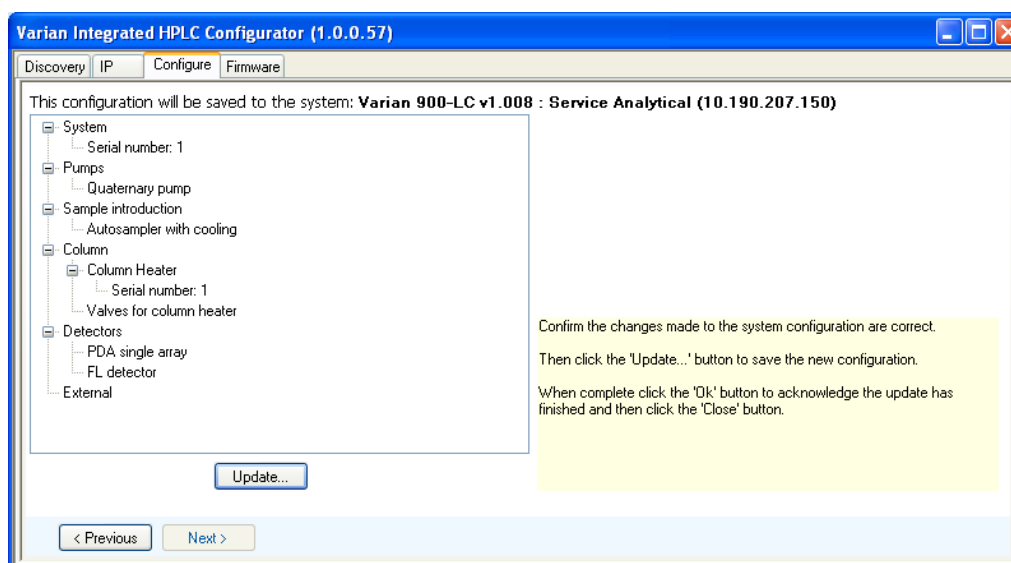 Varian Integrated HPLC Configurator (1.0.0.57)
Discovery IP Configure Firmware
This configuration will be saved to the system: Varian 900-LC v1.008 : Service Analytical (10.190.207.150)
System
Serial number: 1
Pumps
Quaternary pump
Sample introduction
Autosampler with cooling
Column
Column Heater
Serial number: 1
Valves for column heater
Detectors
PDA single array
FL detector
External
Confirm the changes made to the system configuration are correct.
Then click the 'Update...' button to save the new configuration.
When complete click the 'Ok' button to acknowledge the update has
finished and then click the 'Close' button.
Update...
< Previous
Next >